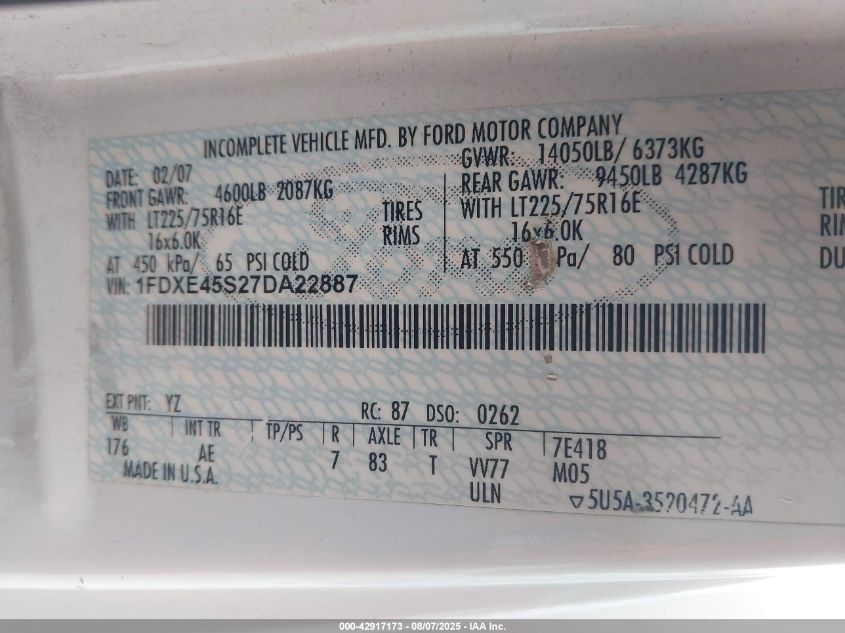 INCOMPLETE VEHICLE MFD. BY FORD MOTOR COMPANY
DATE: 02/07 GVWR: 14050LB/ 6373KG
FRONT GAWR: 4600LB 2087KG REAR GAWR: 9450LB 4287KG
WITH LT225/75R16E TIRES WITH LT225/75R16E TIR
16x6.0K RIMS 16x6.0K RIM
AT 450 kPa/ 65 PSI COLD AT 550 Pa/ 80 PSI COLD DU
VIN: 1FDXE45S27DA22887
EXT PNT: YZ RC: 87 DSO: 0262
WB INT TR TP/PS R AXLE TR SPR 7E418
176 AE 7 83 T VV77 M05
MADE IN U.S.A. ULN ▽5U5A-3520472-AA
000-42917173 - 08/07/2025 - IAA Inc.